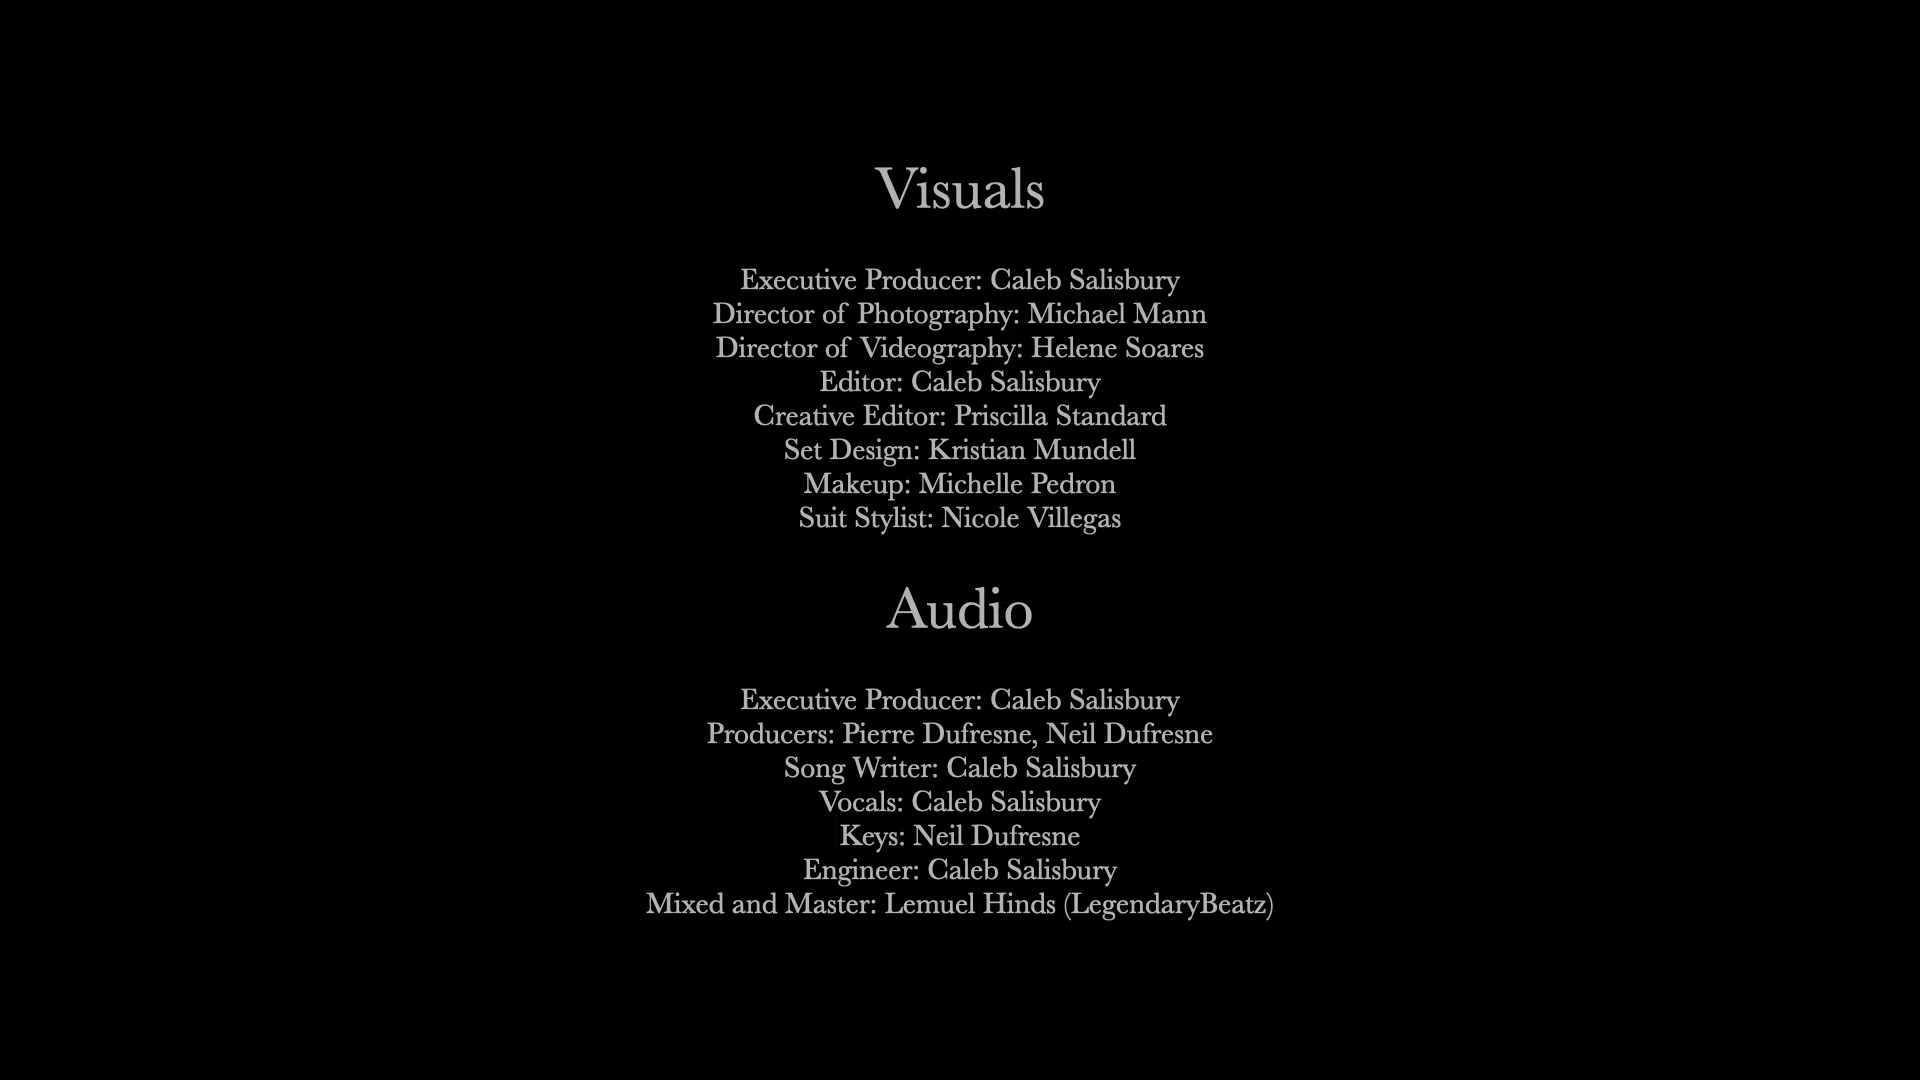 Visuals
Executive Producer: Caleb Salisbury
Director of Photography: Michael Mann
Director of Videography: Helene Soares
Editor: Caleb Salisbury
Creative Editor: Priscilla Standard
Set Design: Kristian Mundell
Makeup: Michelle Pedron
Suit Stylist: Nicole Villegas
Audio
Executive Producer: Caleb Salisbury
Producers: Pierre Dufresne, Neil Dufresne
Song Writer: Caleb Salisbury
Vocals: Caleb Salisbury
Keys: Neil Dufresne
Engineer: Caleb Salisbury
Mixed and Master: Lemuel Hinds (LegendaryBeatz)